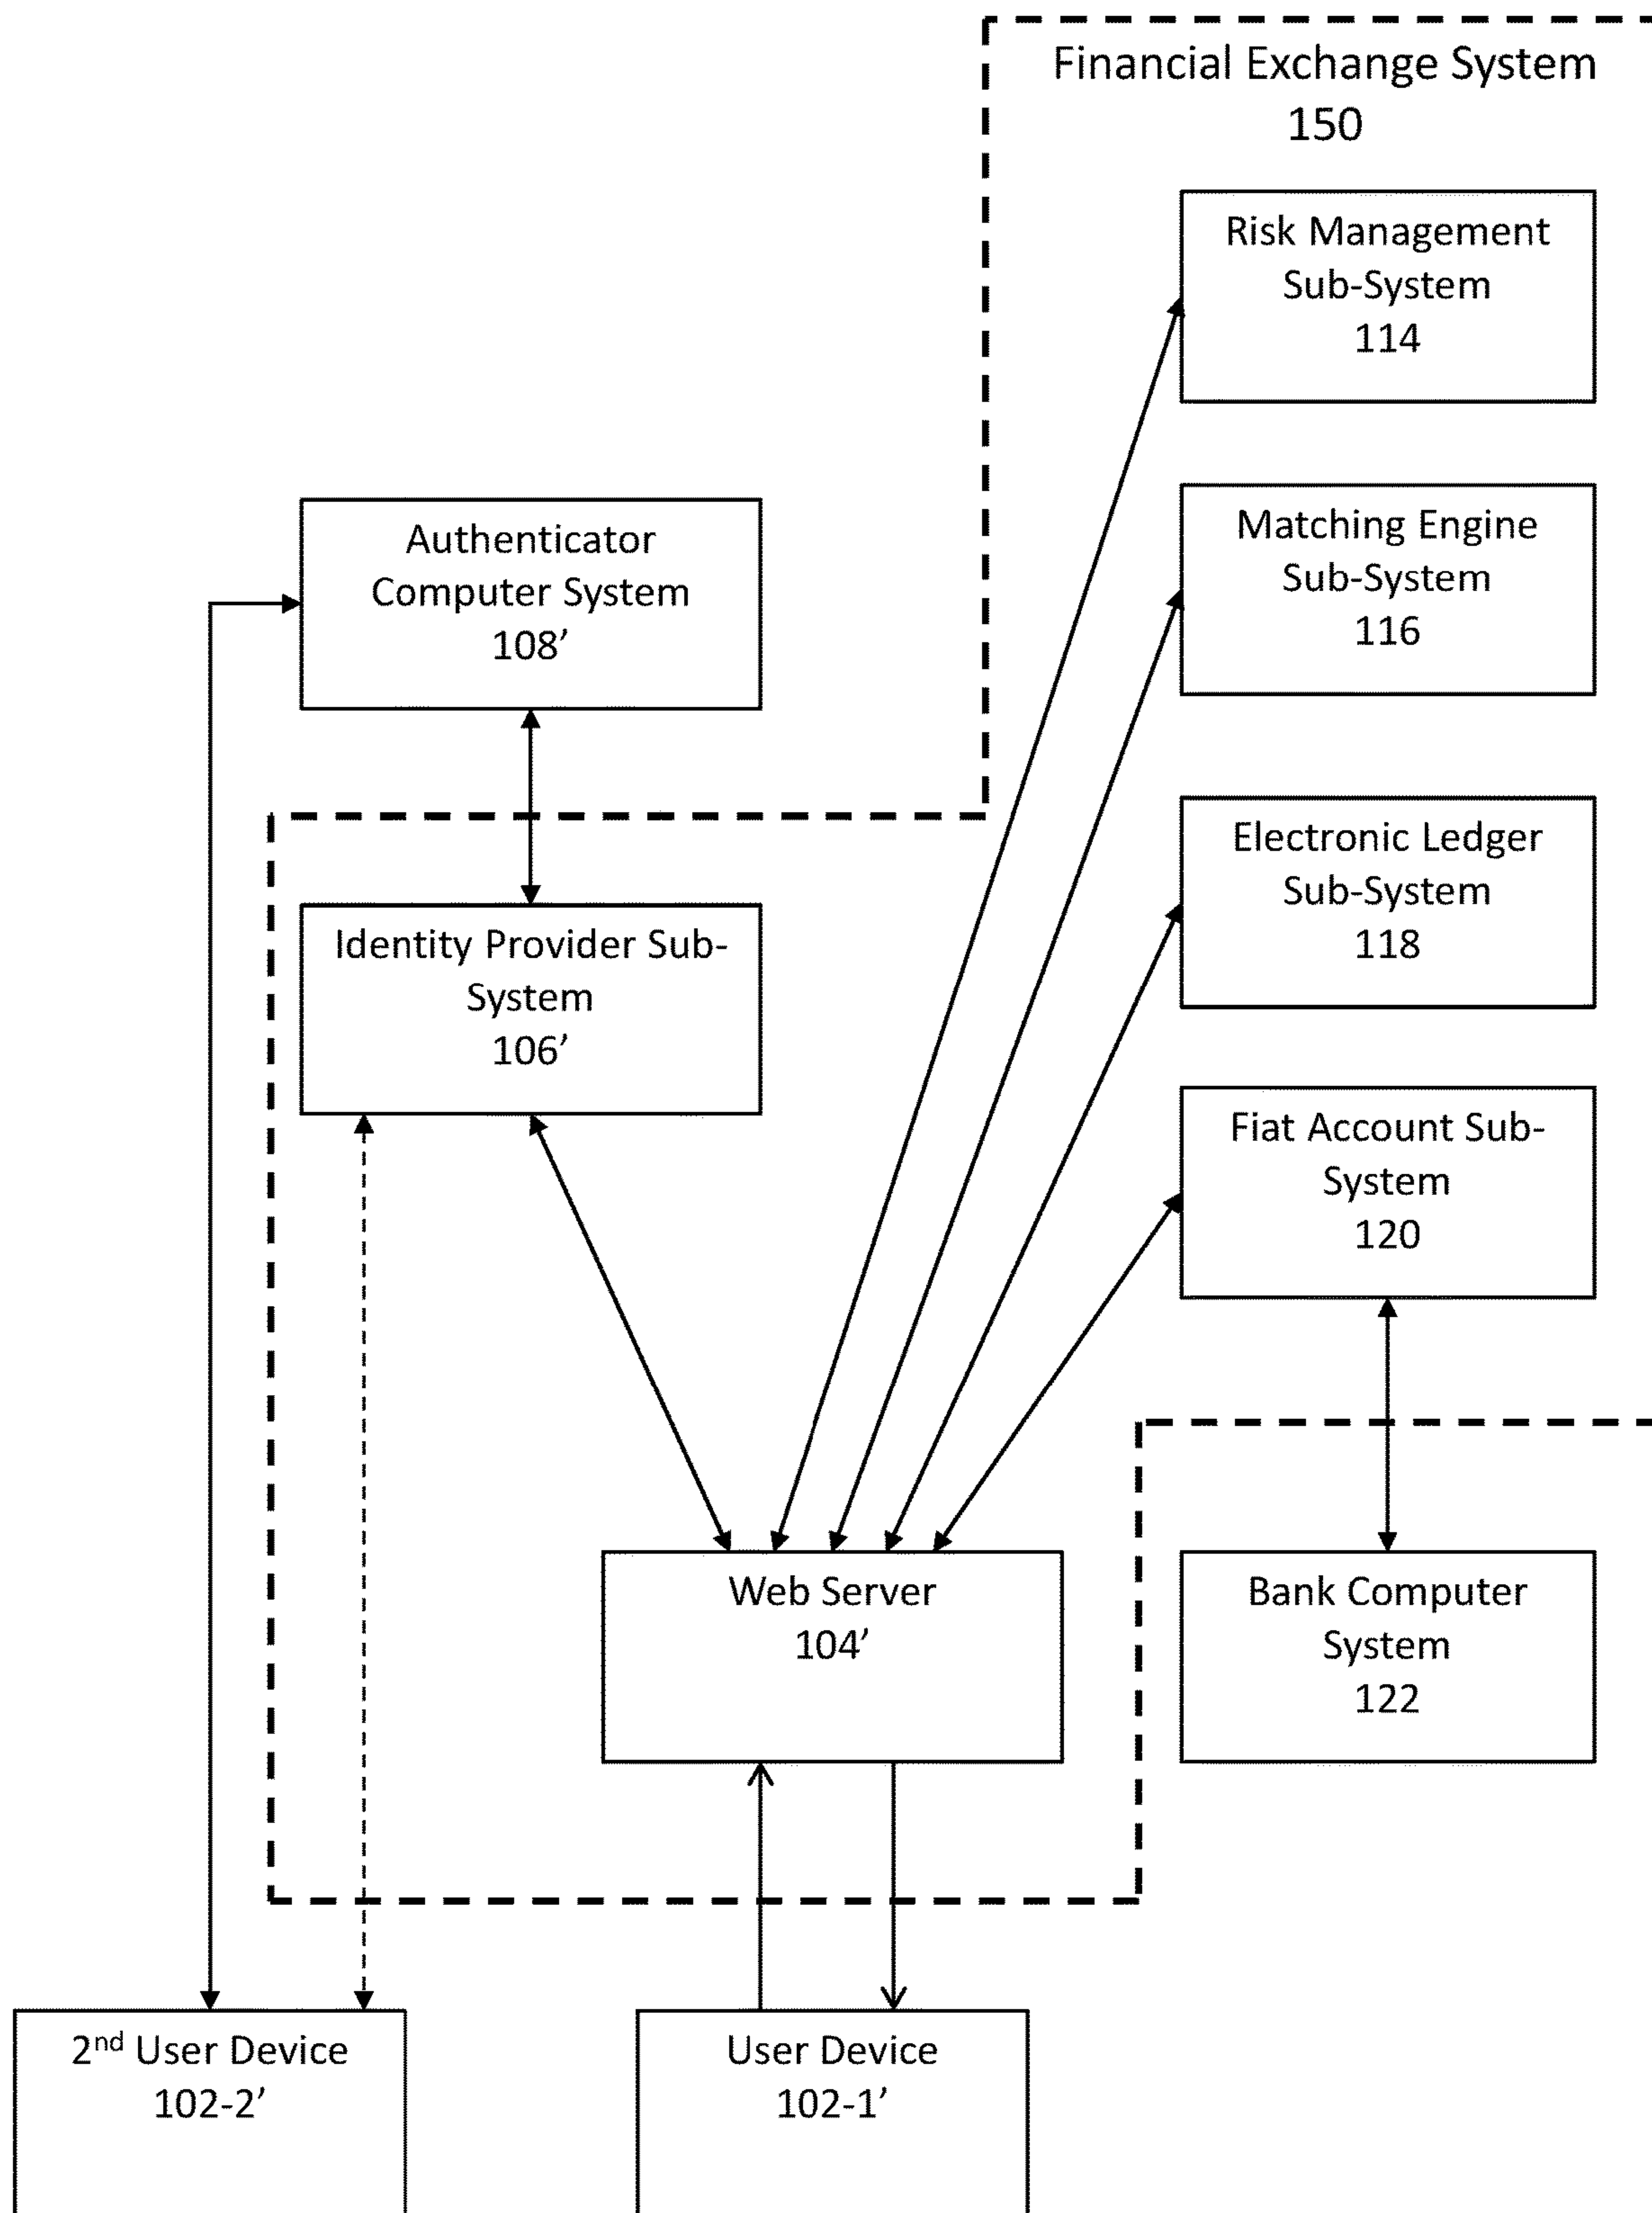 Financial Exchange System
150
Risk Management
Sub-System
114
Authenticator
Computer System
108’
Matching Engine
Sub-System
116
Electronic Ledger
Sub-System
118
Identity Provider Sub-
System
106’
Fiat Account Sub-
System
120
Web Server
104’
Bank Computer
System
122
2nd User Device
102-2’
User Device
102-1’